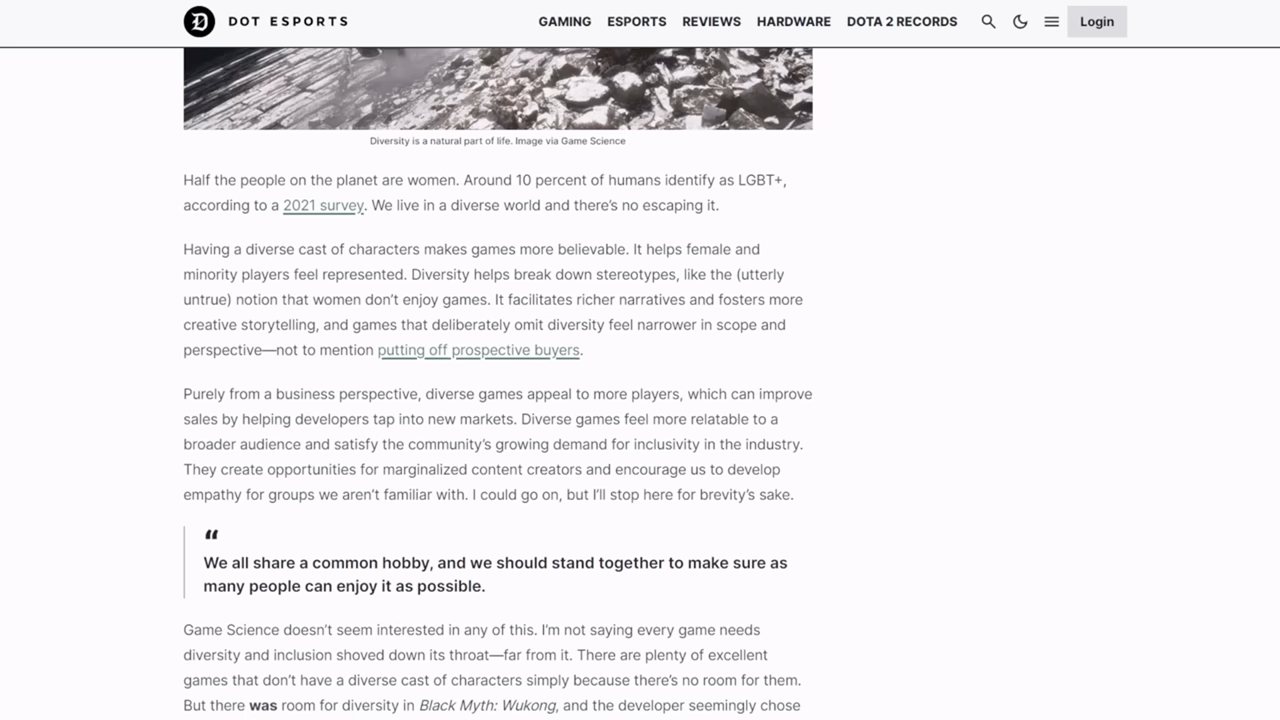 DOT ESPORTS
GAMING ESPORTS REVIEWS HARDWARE DOTA 2 RECORDS Login
Diversity is a natural part of life. Image via Game Science
Half the people on the planet are women. Around 10 percent of humans identify as LGBT+,
according to a 2021 survey. We live in a diverse world and there's no escaping it.
Having a diverse cast of characters makes games more believable. It helps female and
minority players feel represented. Diversity helps break down stereotypes, like the (utterly
untrue) notion that women don't enjoy games. It facilitates richer narratives and fosters more
creative storytelling, and games that deliberately omit diversity feel narrower in scope and
perspective—not to mention putting off prospective buyers.
Purely from a business perspective, diverse games appeal to more players, which can improve
sales by helping developers tap into new markets. Diverse games feel more relatable to a
broader audience and satisfy the community's growing demand for inclusivity in the industry.
They create opportunities for marginalized content creators and encourage us to develop
empathy for groups we aren't familiar with. I could go on, but I'll stop here for brevity's sake.
“
We all share a common hobby, and we should stand together to make sure as
many people can enjoy it as possible.
Game Science doesn't seem interested in any of this. I'm not saying every game needs
diversity and inclusion shoved down its throat—far from it. There are plenty of excellent
games that don't have a diverse cast of characters simply because there's no room for them.
But there was room for diversity in Black Myth: Wukong, and the developer seemingly chose